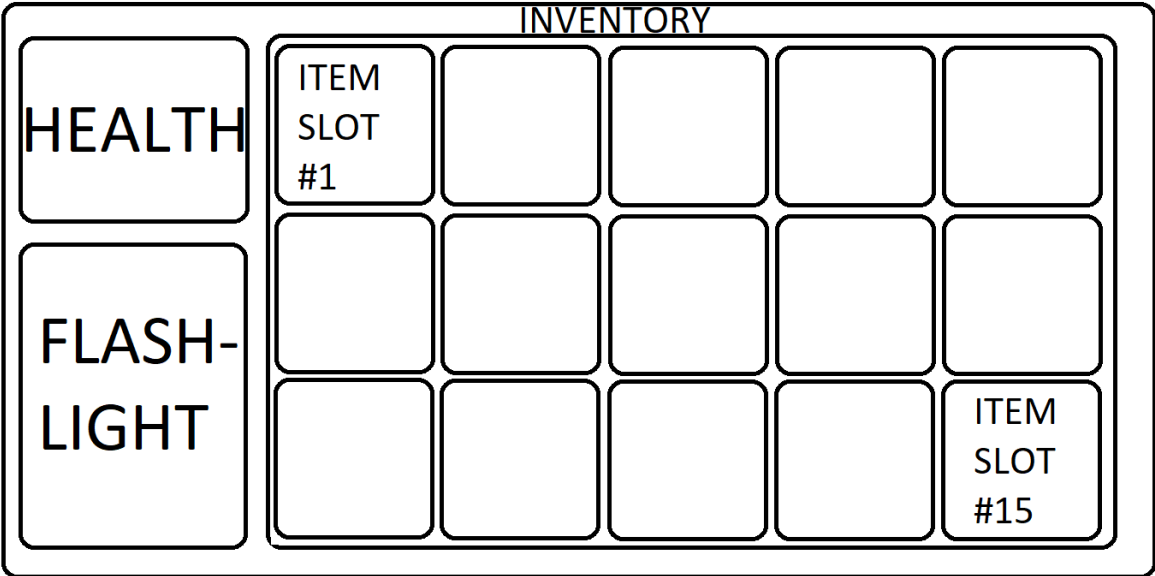 INVENTORY
HEALTH
FLASH-
LIGHT
ITEM
SLOT
#1
ITEM
SLOT
#15